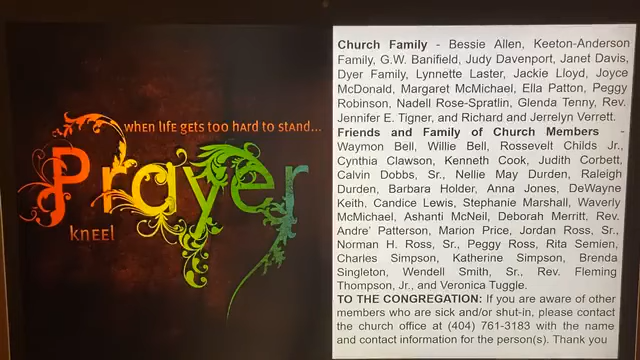 when life gets too hard to stand...
Prayer
kneel
Church Family - Bessie Allen, Keeton-Anderson
Family, G.W. Banifield, Judy Davenport, Janet Davis,
Dyer Family, Lynnette Laster, Jackie Lloyd, Joyce
McDonald, Margaret McMichael, Ella Patton, Peggy
Robinson, Nadell Rose-Spratlin, Glenda Tenny, Rev.
Jennifer E. Tigner, and Richard and Jerrelyn Verrett.
Friends and Family of Church Members -
Waymon Bell, Willie Bell, Rossevelt Childs Jr.,
Cynthia Clawson, Kenneth Cook, Judith Corbett,
Calvin Dobbs, Sr., Nellie May Durden, Raleigh
Durden, Barbara Holder, Anna Jones, DeWayne
Keith, Candice Lewis, Stephanie Marshall, Waverly
McMichael, Ashanti McNeil, Deborah Merritt, Rev.
Andre' Patterson, Marion Price, Jordan Ross, Sr.,
Norman H. Ross, Sr., Peggy Ross, Rita Semien,
Charles Simpson, Katherine Simpson, Brenda
Singleton, Wendell Smith, Sr., Rev. Fleming
Thompson, Jr., and Veronica Tuggle.
TO THE CONGREGATION: If you are aware of other
members who are sick and/or shut-in, please contact
the church office at (404) 761-3183 with the name
and contact information for the person(s). Thank you